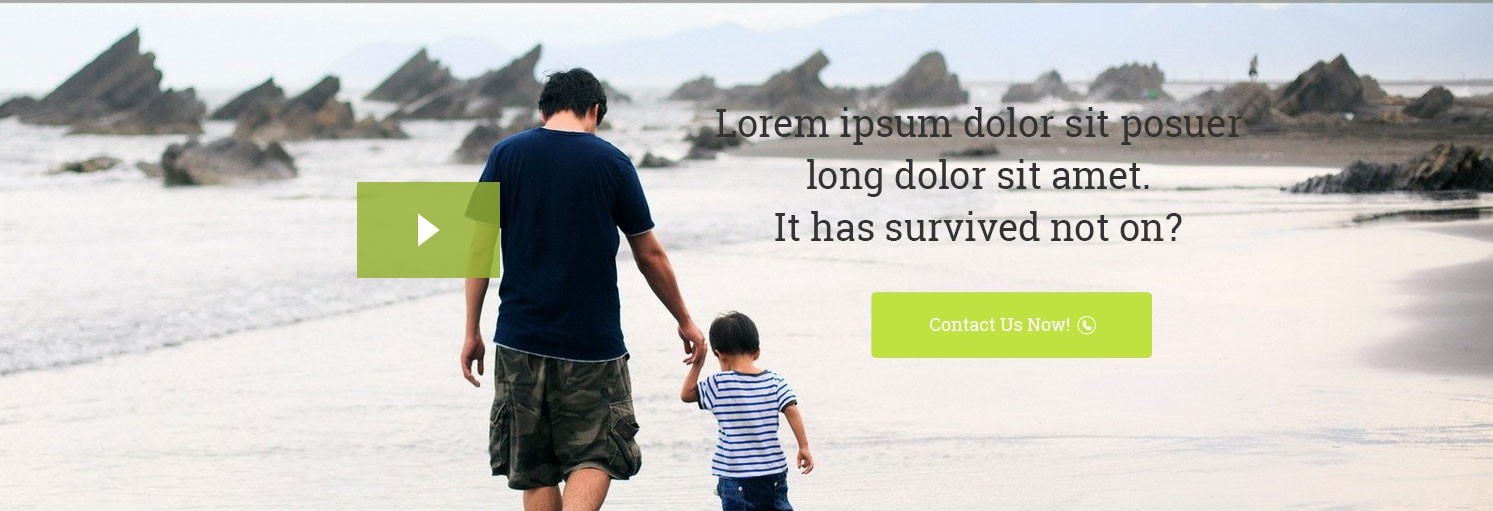 Lorem ipsum dolor sit posuer
long dolor sit amet.
It has survived not on?
Contact Us Now!